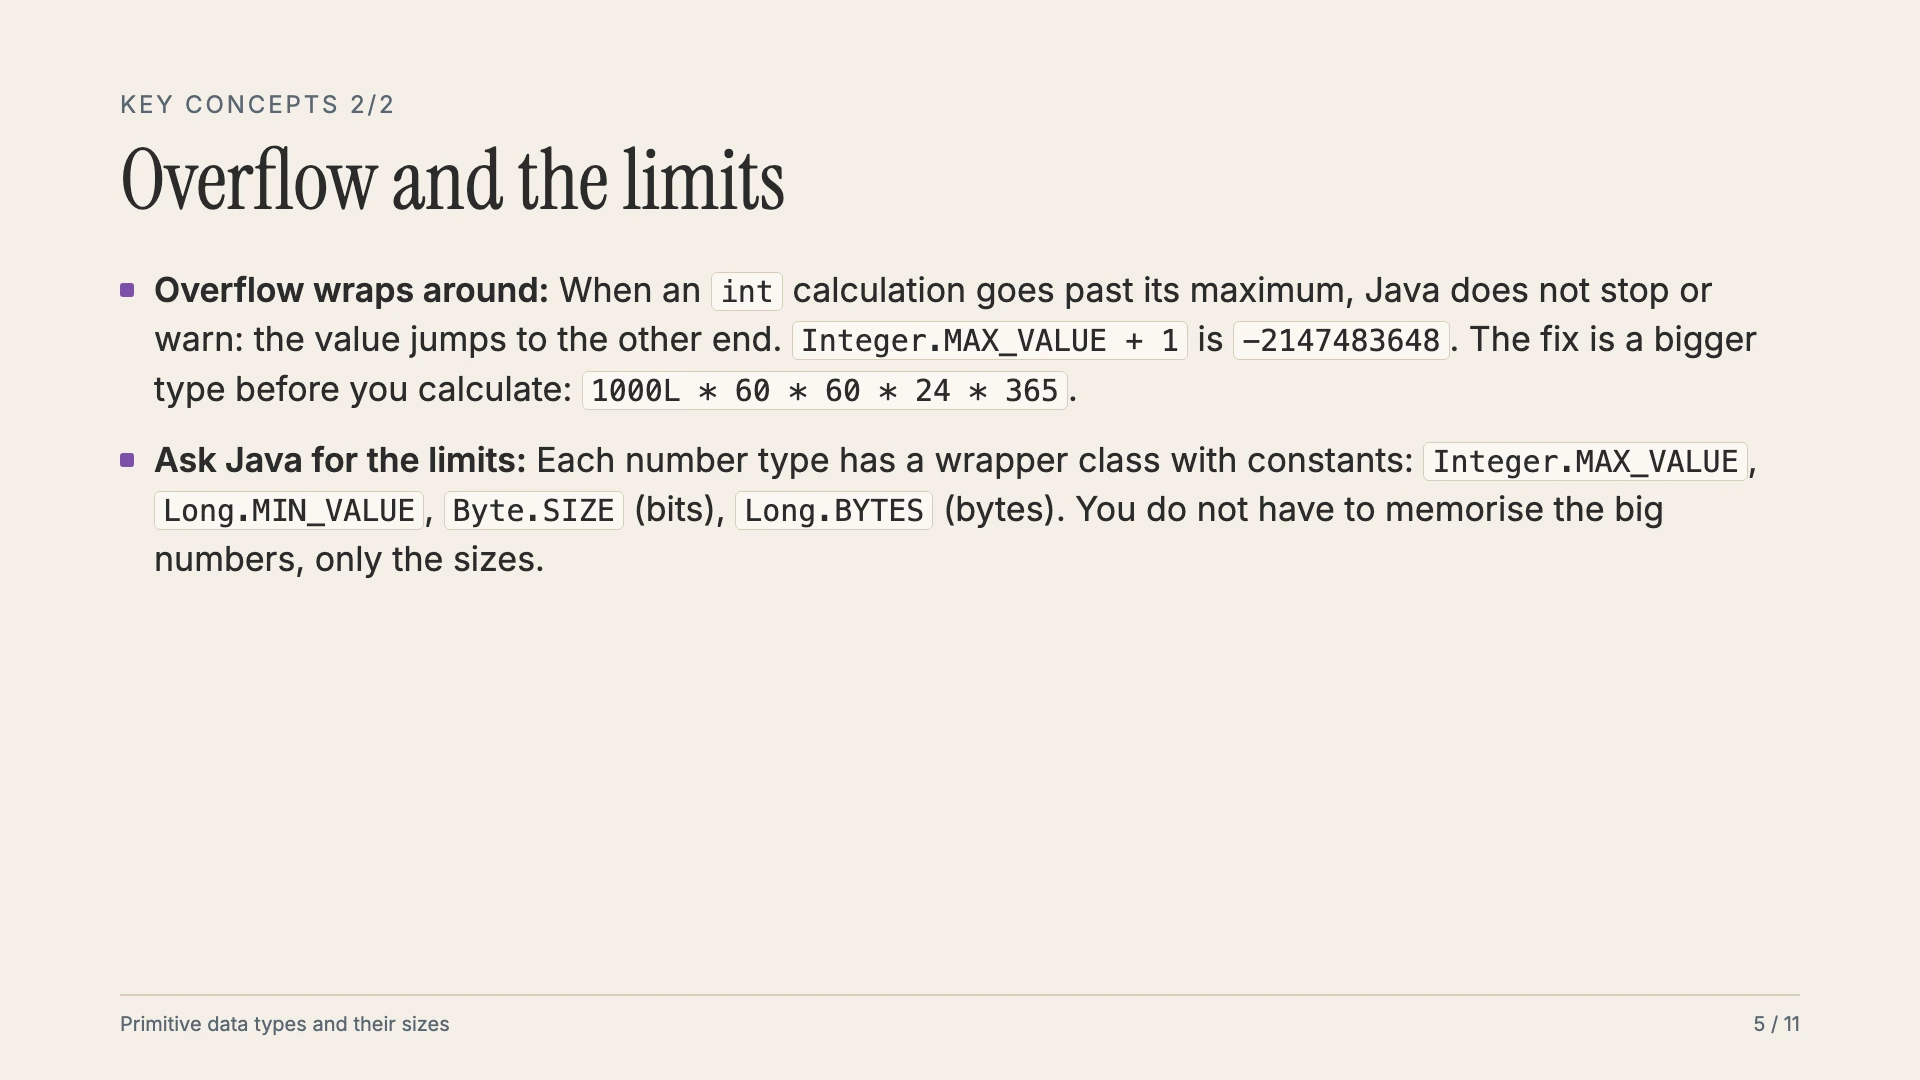 KEY CONCEPTS 2/2
Overflow and the limits
Overflow wraps around: When an int calculation goes past its maximum, Java does not stop or
warn: the value jumps to the other end. Integer.MAX_VALUE + 1 is −2147483648. The fix is a bigger
type before you calculate: 1000L * 60 * 60 * 24 * 365.
Ask Java for the limits: Each number type has a wrapper class with constants: Integer.MAX_VALUE,
Long.MIN_VALUE, Byte.SIZE (bits), Long.BYTES (bytes). You do not have to memorise the big
numbers, only the sizes.
Primitive data types and their sizes
5 / 11